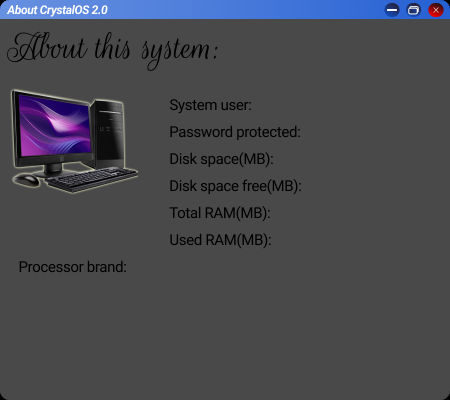 About CrystalOS 2.0
About this system:
System user:
Password protected:
Disk space(MB):
Disk space free(MB):
Total RAM(MB):
Used RAM(MB):
Processor brand: